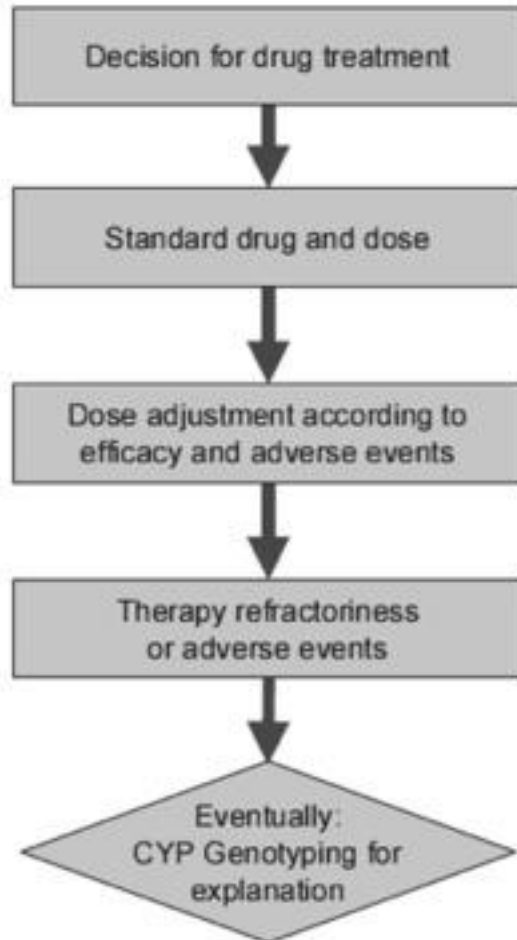 Decision for drug treatment
Standard drug and dose
Dose adjustment according to
efficacy and adverse events
Therapy refractoriness
or adverse events
Eventually:
CYP Genotyping for
explanation